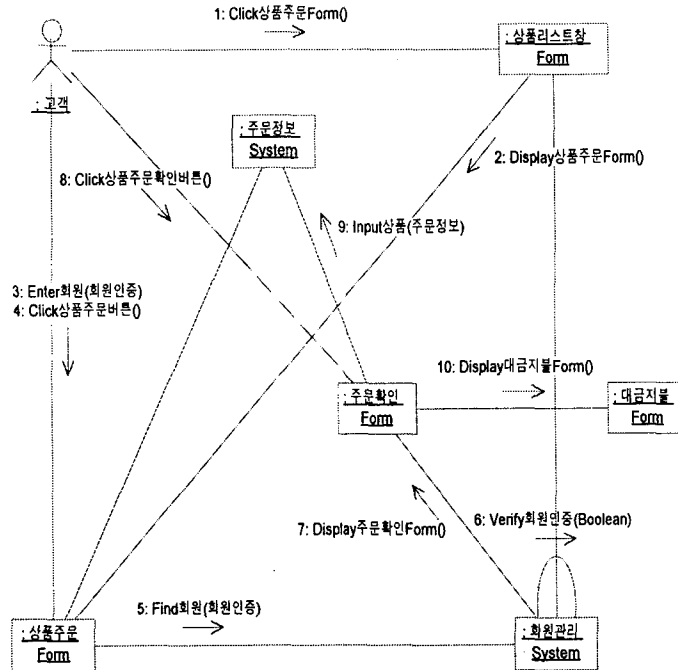 1: Click상품주문Form()
: 상품리스트창
Form
: 고객
: 주문정보
System
2: Display상품주문Form()
8: Click상품주문확인버튼()
9: Input상품(주문정보)
3: Enter회원(회원인증)
4: Click상품주문버튼()
10: Display대금지불Form()
: 주문확인
Form
: 대금지불
Form
6: Verify회원인증(Boolean)
7: Display주문확인Form()
5: Find회원(회원인증)
: 상품주문
Form
: 회원관리
System